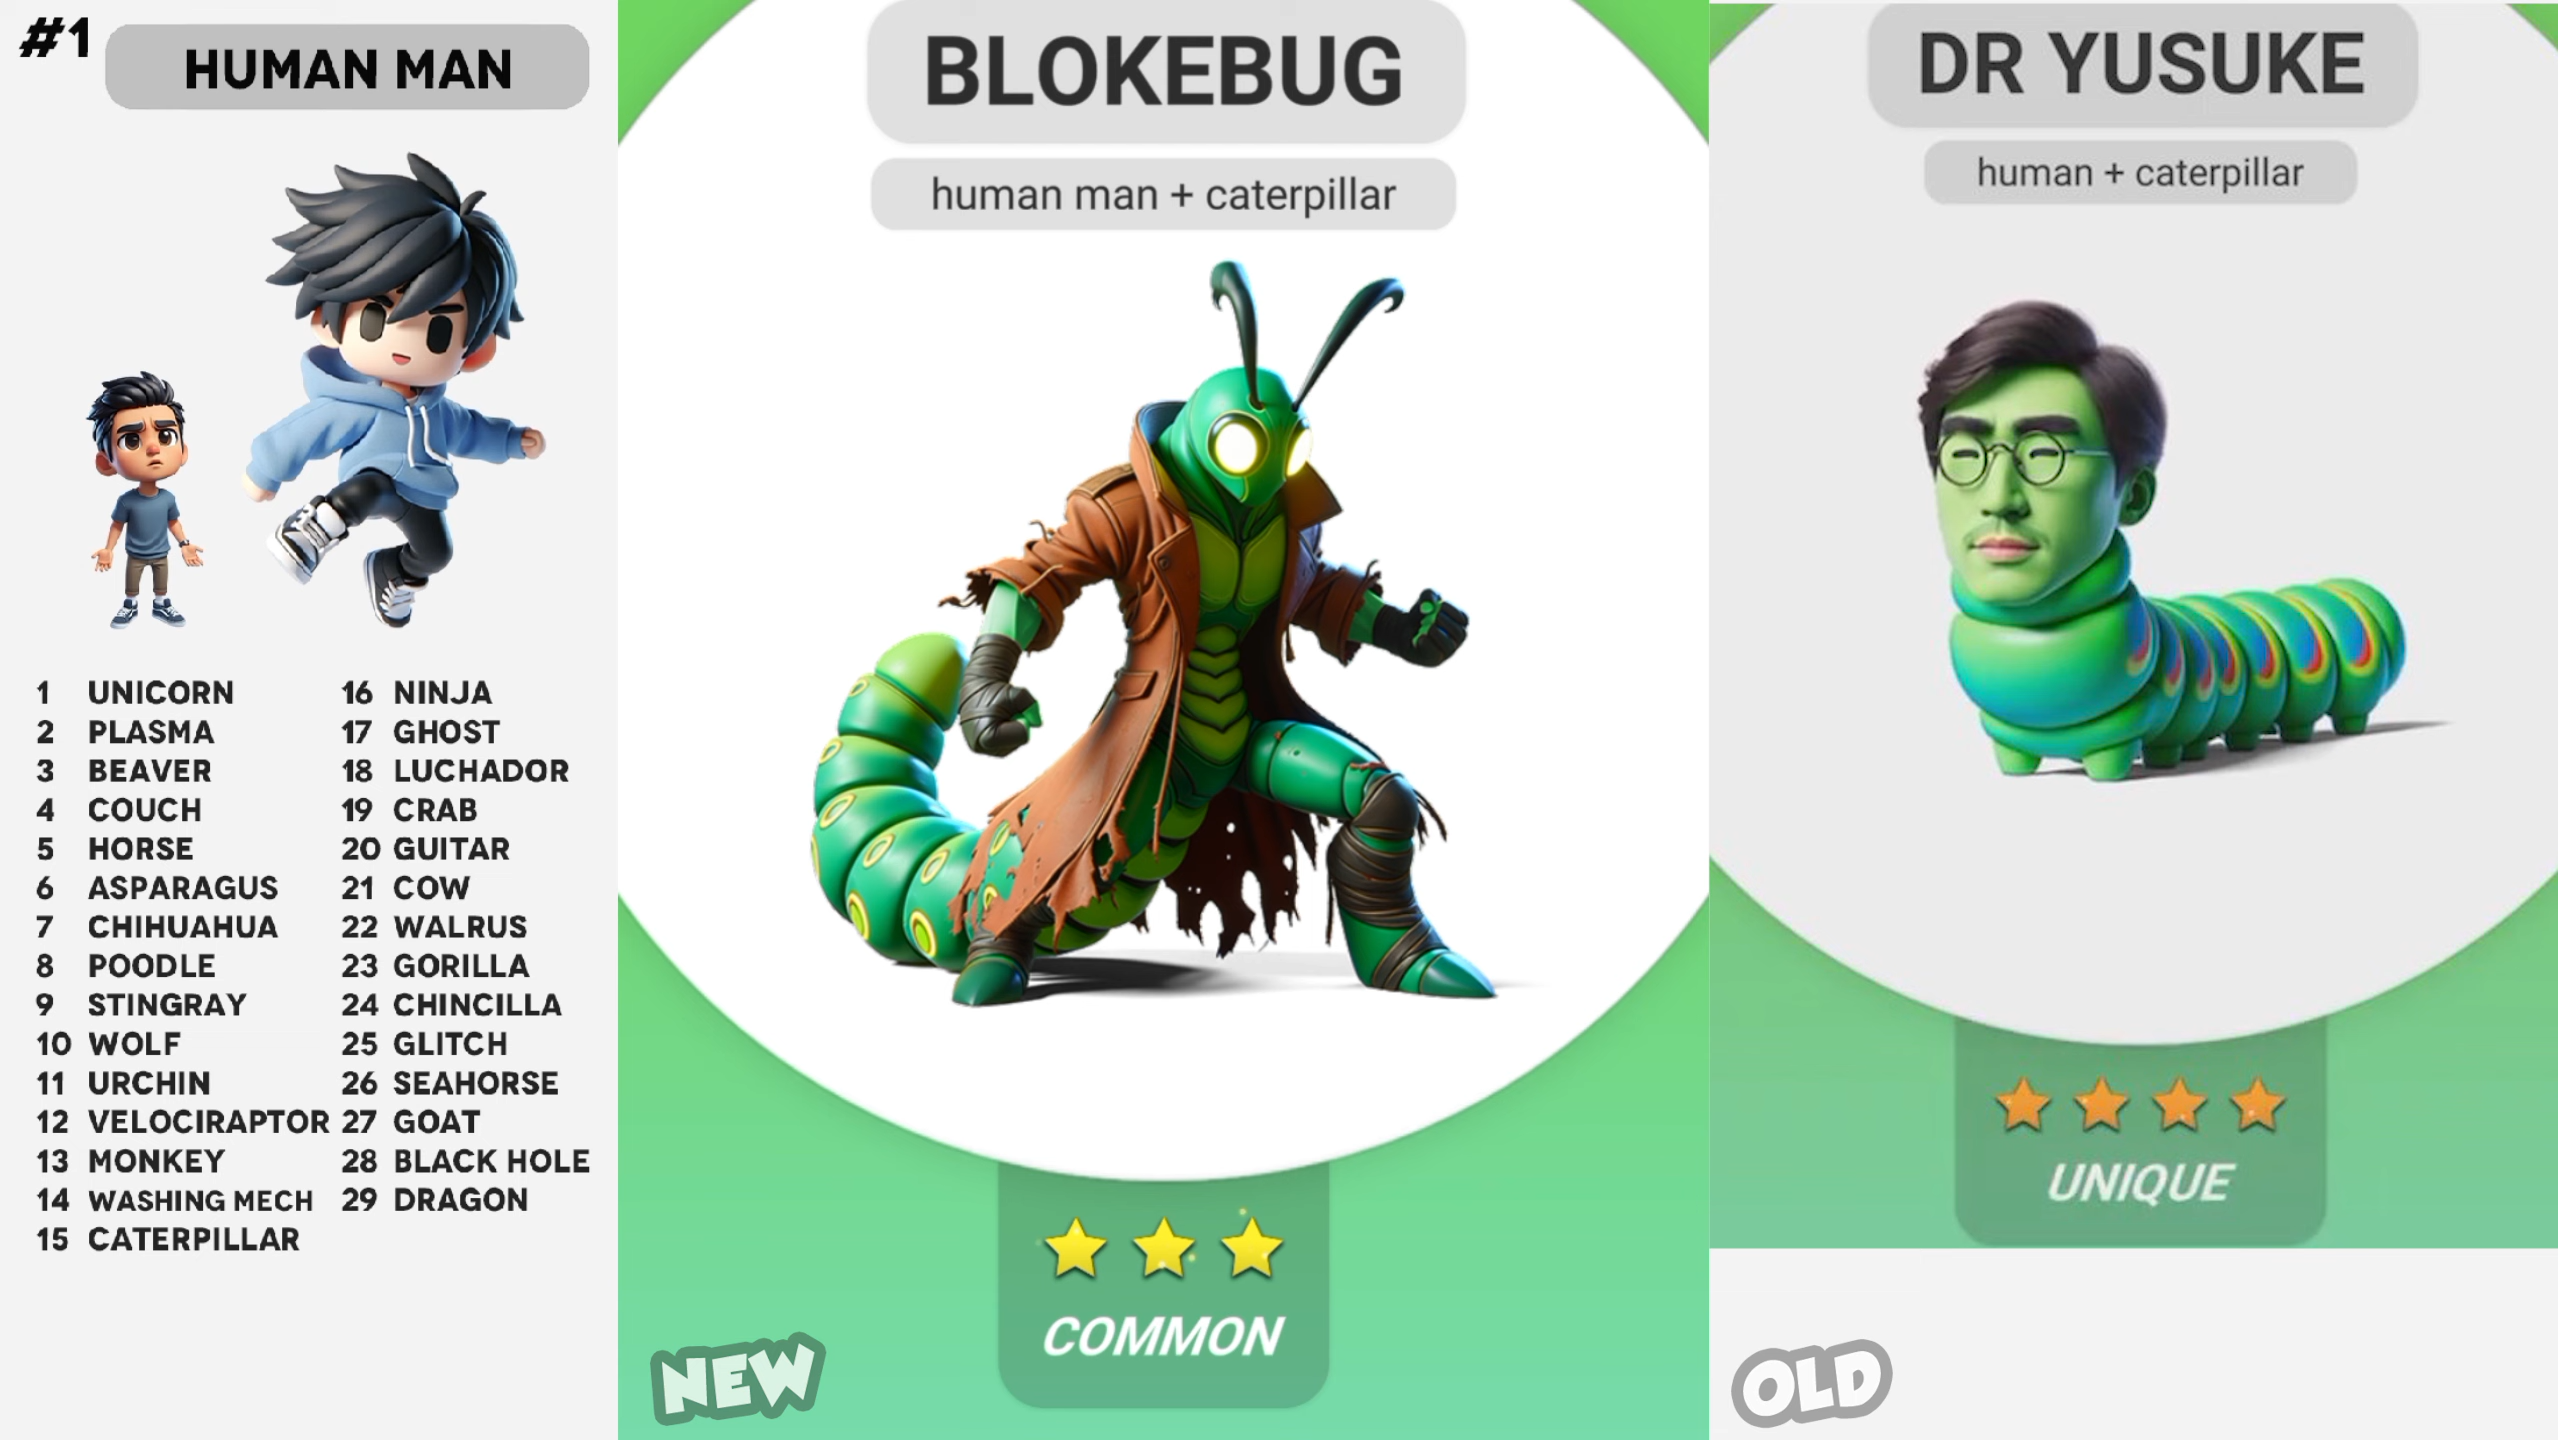 #1
HUMAN MAN
1 UNICORN
2 PLASMA
3 BEAVER
4 COUCH
5 HORSE
6 ASPARAGUS
7 CHIHUAHUA
8 POODLE
9 STINGRAY
10 WOLF
11 URCHIN
12 VELOCIRAPTOR
13 MONKEY
14 WASHING MECH
15 CATERPILLAR
16 NINJA
17 GHOST
18 LUCHADOR
19 CRAB
20 GUITAR
21 COW
22 WALRUS
23 GORILLA
24 CHINCILLA
25 GLITCH
26 SEAHORSE
27 GOAT
28 BLACK HOLE
29 DRAGON
BLOKEBUG
human man + caterpillar
COMMON
NEW
DR YUSUKE
human + caterpillar
UNIQUE
OLD